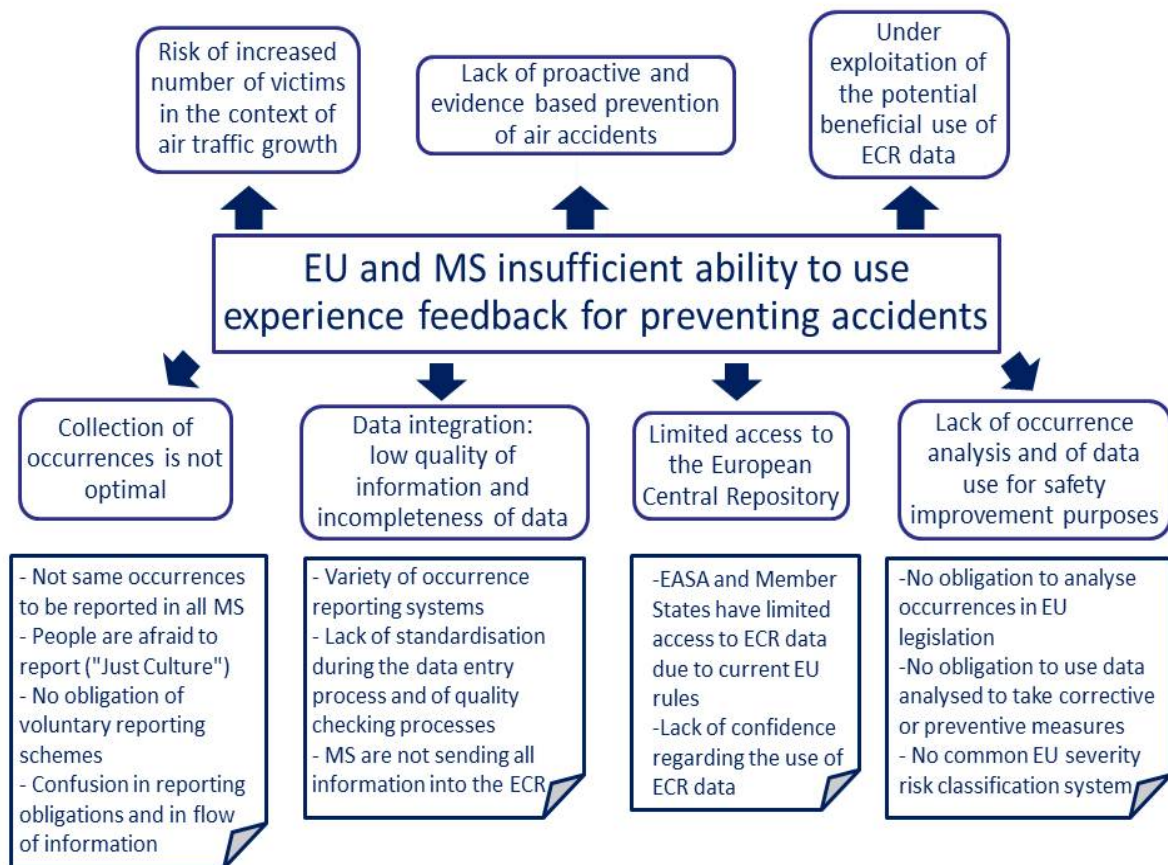 Risk of increased
number of victims
in the context of
air traffic growth
Lack of proactive and
evidence based prevention
of air accidents
Under
exploitation of
the potential
beneficial use of
ECR data
EU and MS insufficient ability to use
experience feedback for preventing accidents
Collection of
occurrences is not
optimal
Data integration:
low quality of
information and
incompleteness of data
Limited access to
the European
Central Repository
Lack of occurrence
analysis and of data
use for safety
improvement purposes
- Not same occurrences
to be reported in all MS
- People are afraid to
report ("Just Culture")
- No obligation of
voluntary reporting
schemes
- Confusion in reporting
obligations and in flow
of information
- Variety of occurrence
reporting systems
- Lack of standardisation
during the data entry
process and of quality
checking processes
- MS are not sending all
information into the ECR
-EASA and Member
States have limited
access to ECR data
due to current EU
rules
-Lack of confidence
regarding the use of
ECR data
-No obligation to analyse
occurrences in EU
legislation
-No obligation to use data
analysed to take corrective
or preventive measures
- No common EU severity
risk classification system